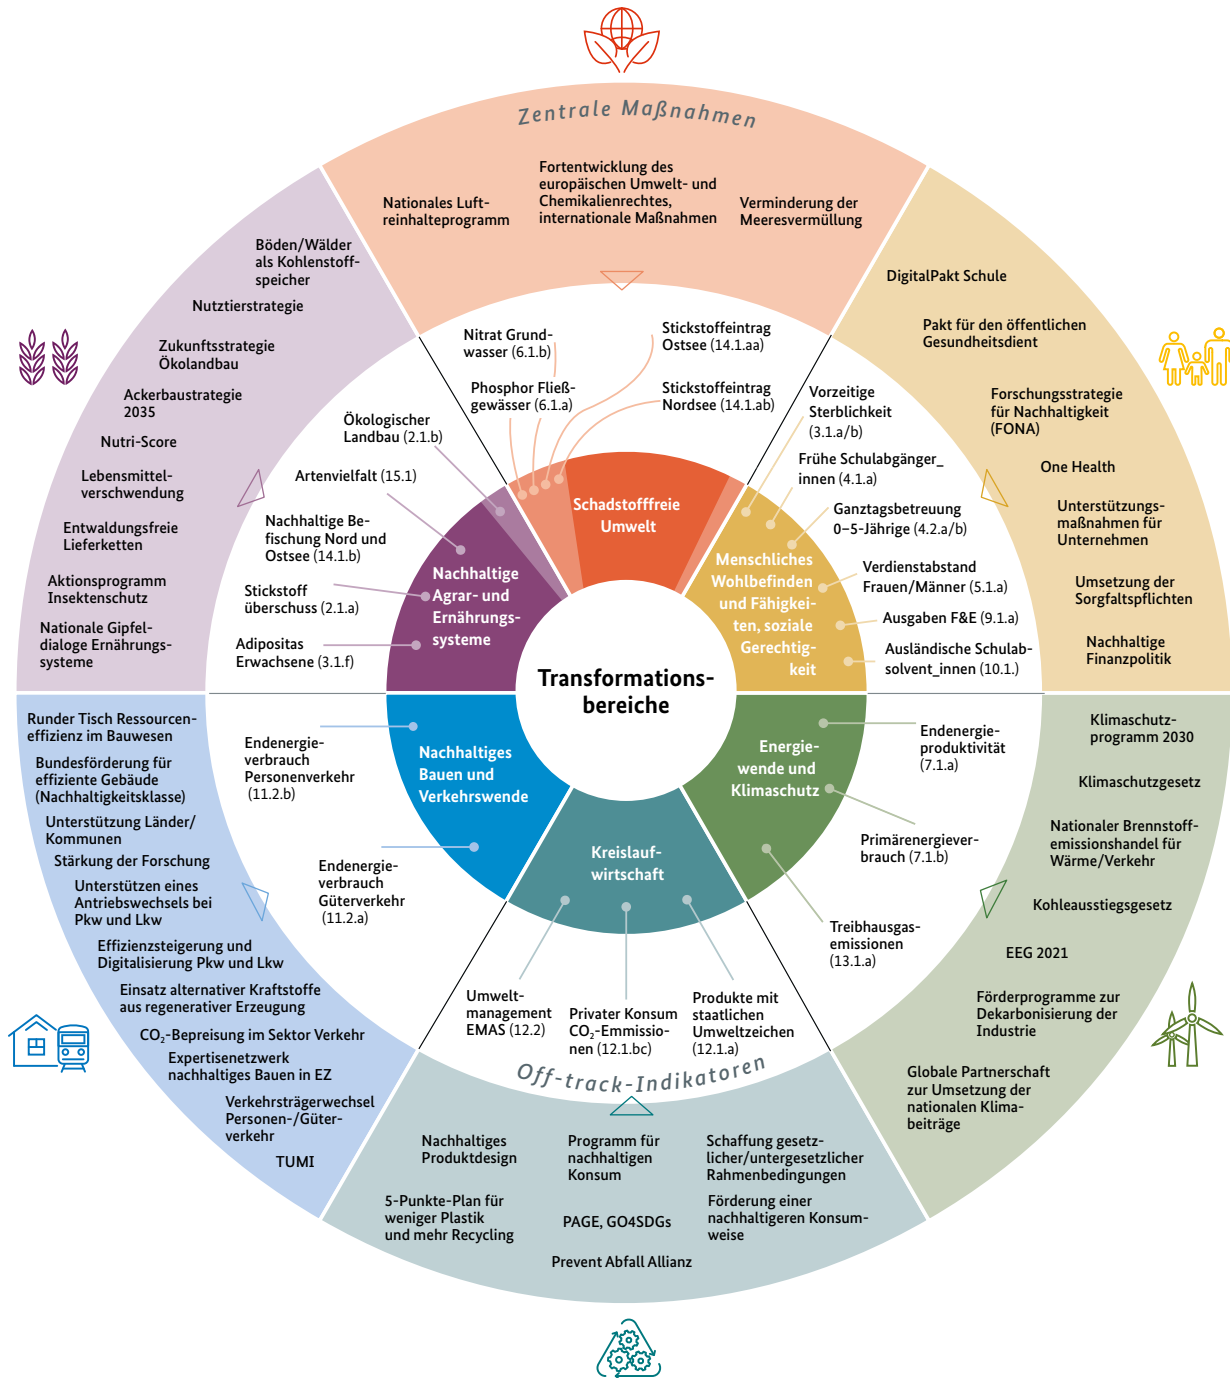 Zentrale Maßnahmen
Nationales Luft-
reinhalteprogramm
Fortentwicklung des
europäischen Umwelt- und
Chemikalienrechtes,
internationale Maßnahmen
Verminderung der
Meeresvermüllung
Böden/Wälder
als Kohlenstoff-
speicher
Nutztierstrategie
Zukunftsstrategie
Ökolandbau
Ackerbaustrategie
2035
Nutri-Score
Lebensmittel-
verschwendung
Entwaldungsfreie
Lieferketten
Aktionsprogramm
Insektenschutz
Nationale Gipfel-
dialoge Ernährungs-
systeme
DigitalPakt Schule
Pakt für den öffentlichen
Gesundheitsdient
Forschungsstrategie
für Nachhaltigkeit
(FONA)
One Health
Unterstützungs-
maßnahmen für
Unternehmen
Umsetzung der
Sorgfaltspflichten
Nachhaltige
Finanzpolitik
Nitrat Grund-
wasser (6.1.b)
Phosphor Fließ-
gewässer (6.1.a)
Stickstoffeintrag
Ostsee (14.1.aa)
Stickstoffeintrag
Nordsee (14.1.ab)
Ökologischer
Landbau (2.1.b)
Artenvielfalt (15.1)
Nachhaltige Be-
fischung Nord und
Ostsee (14.1.b)
Stickstoff
überschuss (2.1.a)
Adipositas
Erwachsene (3.1.f)
Vorzeitige
Sterblichkeit
(3.1.a/b)
Frühe Schulabgänger_
innen (4.1.a)
Ganztagsbetreuung
0–5-Jährige (4.2.a/b)
Verdienstabstand
Frauen/Männer (5.1.a)
Ausgaben F&E (9.1.a)
Ausländische Schulab-
solvent_innen (10.1.)
Schadstofffreie
Umwelt
Nachhaltige
Agrar- und
Ernährungs-
systeme
Menschliches
Wohlbefinden
und Fähigkei-
ten, soziale
Gerechtig-
keit
Transformations-
bereiche
Nachhaltiges
Bauen und
Verkehrswende
Energie-
wende und
Klimaschutz
Kreislauf-
wirtschaft
Endenergie-
verbrauch
Personenverkehr
(11.2.b)
Endenergie-
verbrauch
Güterverkehr
(11.2.a)
Endenergie-
produktivität
(7.1.a)
Primärenergiever-
brauch (7.1.b)
Treibhausgas-
emissionen
(13.1.a)
Umwelt-
management
EMAS (12.2)
Privater Konsum
CO₂-Emmissio-
nen (12.1.bc)
Produkte mit
staatlichen
Umweltzeichen
(12.1.a)
Off-track-Indikatoren
Runder Tisch Ressourcen-
effizienz im Bauwesen
Bundesförderung für
effiziente Gebäude
(Nachhaltigkeitsklasse)
Unterstützung Länder/
Kommunen
Stärkung der Forschung
Unterstützen eines
Antriebswechsels bei
Pkw und Lkw
Effizienzsteigerung und
Digitalisierung Pkw und Lkw
Einsatz alternativer Kraftstoffe
aus regenerativer Erzeugung
CO₂-Bepreisung im Sektor Verkehr
Expertisenetzwerk
nachhaltiges Bauen in EZ
Verkehrsträgerwechsel
Personen-/Güter-
verkehr
TUMI
Klimaschutz-
programm 2030
Klimaschutzgesetz
Nationaler Brennstoff-
emissionshandel für
Wärme/Verkehr
Kohleausstiegsgesetz
EEG 2021
Förderprogramme zur
Dekarbonisierung der
Industrie
Globale Partnerschaft
zur Umsetzung der
nationalen Klima-
beiträge
Nachhaltiges
Produktdesign
Programm für
nachhaltigen
Konsum
Schaffung gesetz-
licher/untergesetzlicher
Rahmenbedingungen
5-Punkte-Plan für
weniger Plastik
und mehr Recycling
PAGE, GO4SDGs
Förderung einer
nachhaltigeren Konsum-
weise
Prevent Abfall Allianz